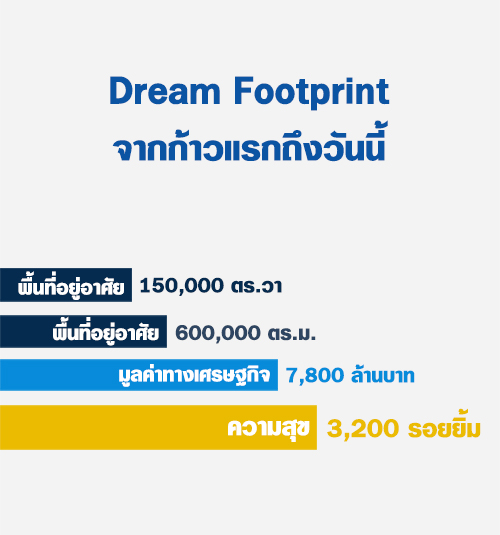 Dream Footprint
จากก้าวแรกถึงวันนี้
พื้นที่อยู่อาศัย 150,000 ตร.วา
พื้นที่อยู่อาศัย 600,000 ตร.ม.
มูลค่าทางเศรษฐกิจ 7,800 ล้านบาท
ความสุข 3,200 รอยยิ้ม